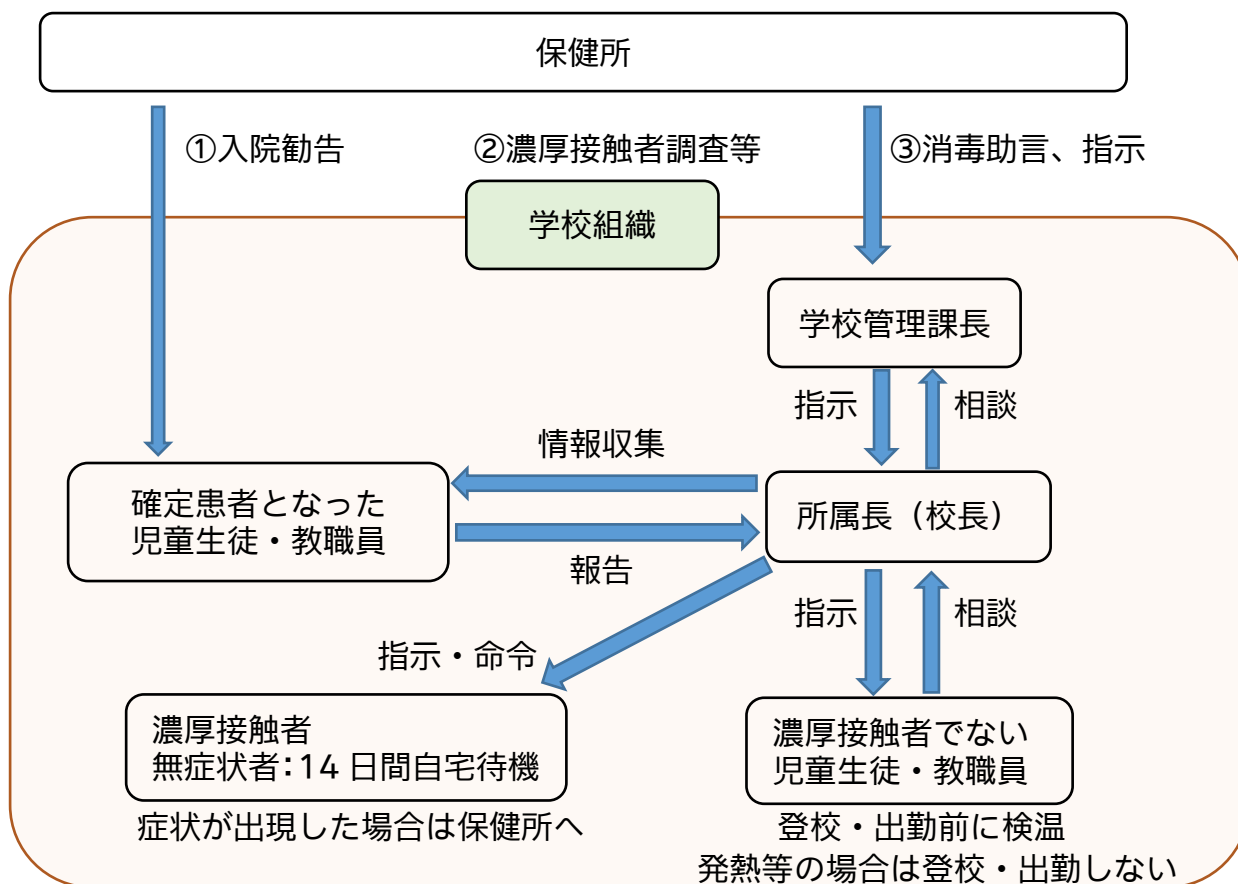 保健所
①入院勧告
②濃厚接触者調査等
③消毒助言、指示
学校組織
学校管理課長
指示
相談
情報収集
確定患者となった
児童生徒・教職員
所属長（校長）
報告
指示
相談
指示・命令
濃厚接触者
無症状者：14 日間自宅待機
濃厚接触者でない
児童生徒・教職員
症状が出現した場合は保健所へ
登校・出勤前に検温
発熱等の場合は登校・出勤しない